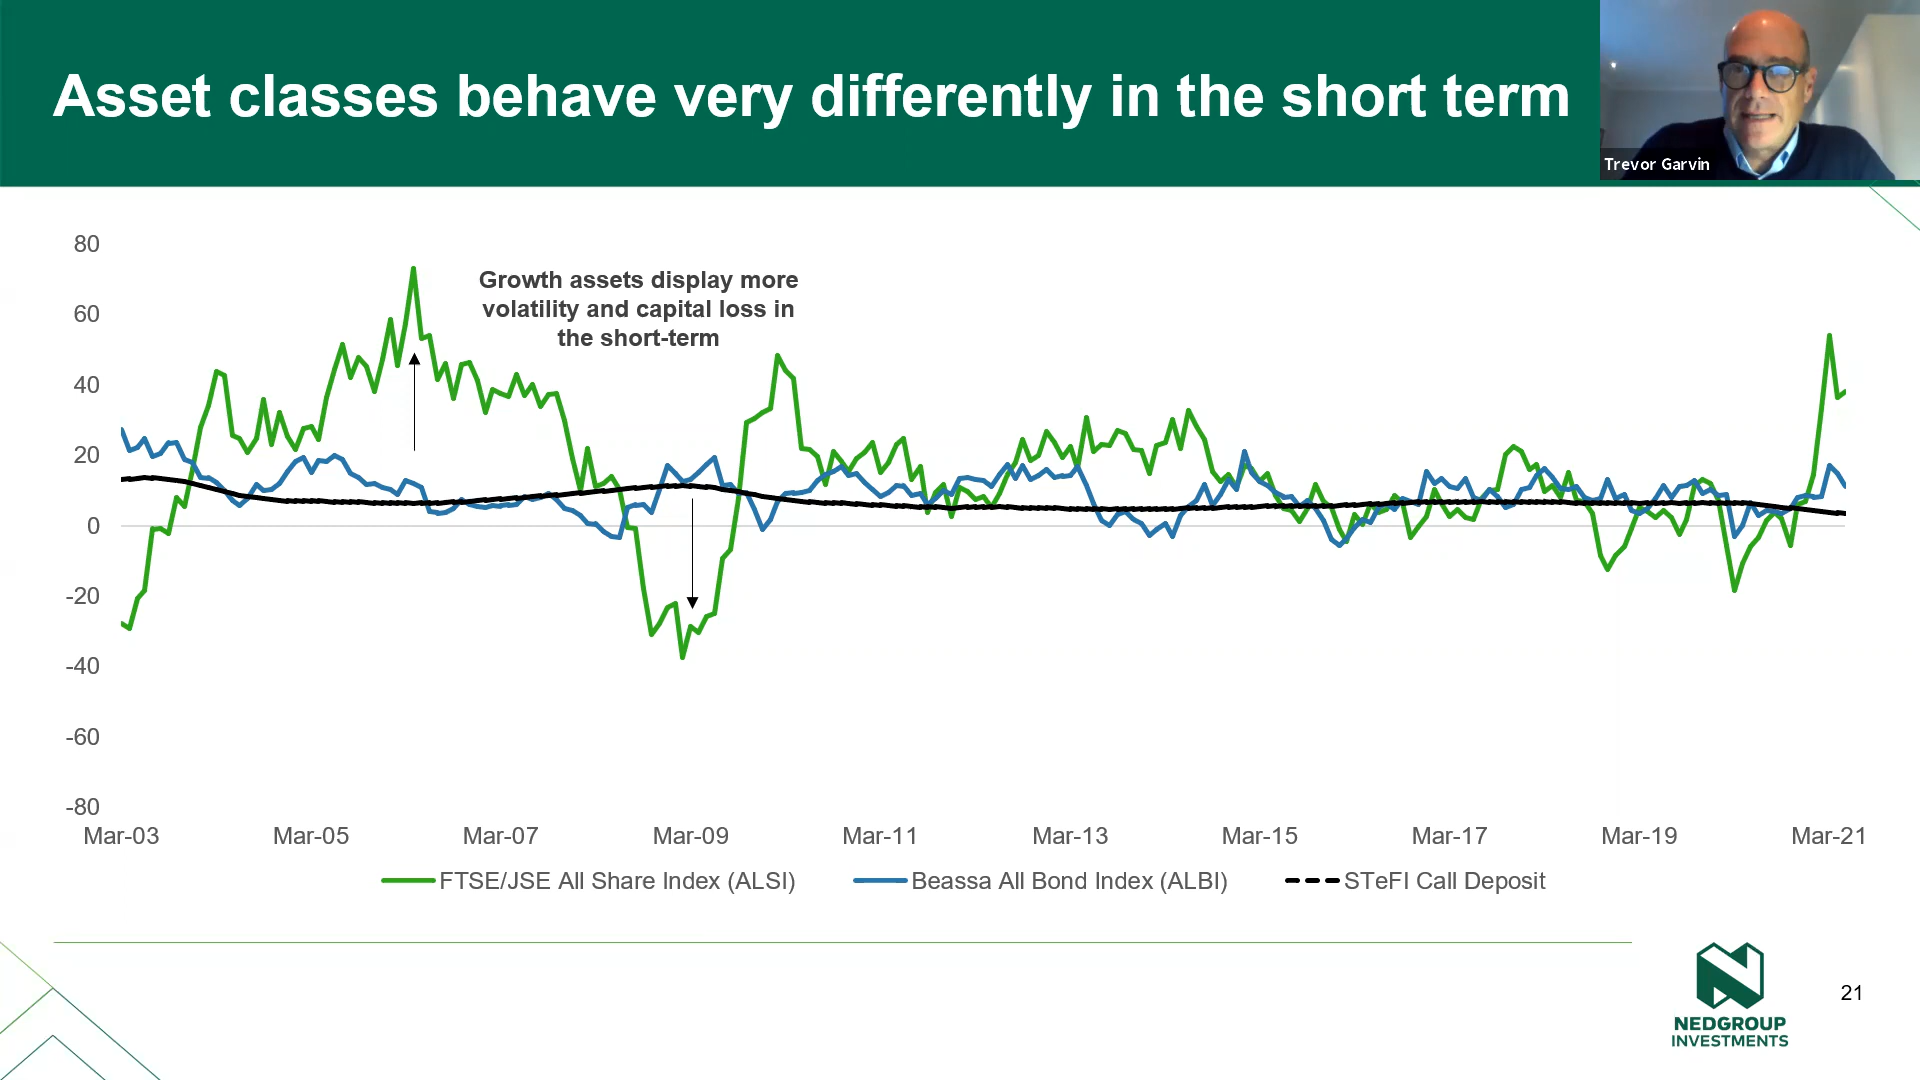 Asset classes behave very differently in the short term
Trevor Garvin
80
Growth assets display more
volatility and capital loss in
the short-term
60
40
20
0
-20
-40
-60
-80
Mar-03 Mar-05 Mar-07 Mar-09 Mar-11 Mar-13 Mar-15 Mar-17 Mar-19 Mar-21
FTSE/JSE All Share Index (ALSI) Beassa All Bond Index (ALBI) STeFI Call Deposit
21
NEDGROUP
INVESTMENTS